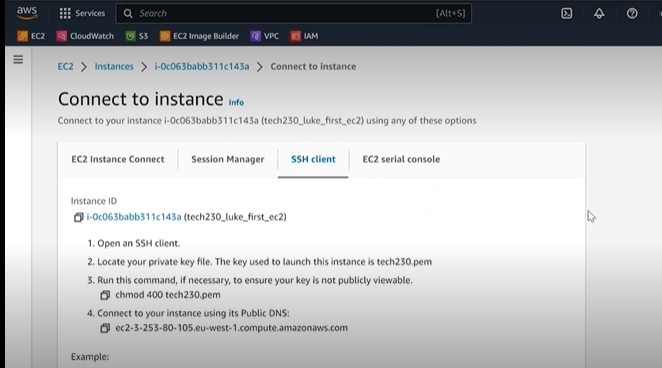 aws
Services
Search
[Alt+S]
EC2
CloudWatch
S3
EC2 Image Builder
VPC
IAM
EC2 > Instances > i-0c063babb311c143a > Connect to instance
Connect to instance Info
Connect to your instance i-0c063babb311c143a (tech230_luke_first_ec2) using any of these options
EC2 Instance Connect
Session Manager
SSH client
EC2 serial console
Instance ID
i-0c063babb311c143a (tech230_luke_first_ec2)
1. Open an SSH client.
2. Locate your private key file. The key used to launch this instance is tech230.pem
3. Run this command, if necessary, to ensure your key is not publicly viewable.
chmod 400 tech230.pem
4. Connect to your instance using its Public DNS:
ec2-3-253-80-105.eu-west-1.compute.amazonaws.com
Example: